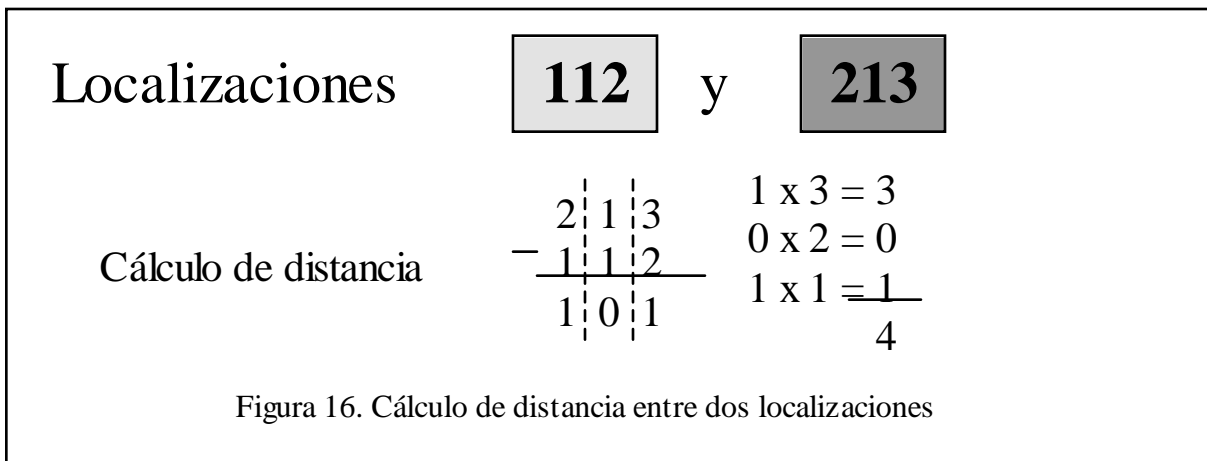 Localizaciones 112 y 213
2 1 3
1 x 3 = 3
0 x 2 = 0
Cálculo de distancia
– 1 1 2
1 x 1 = 1
1 0 1
4
Figura 16. Cálculo de distancia entre dos localizaciones